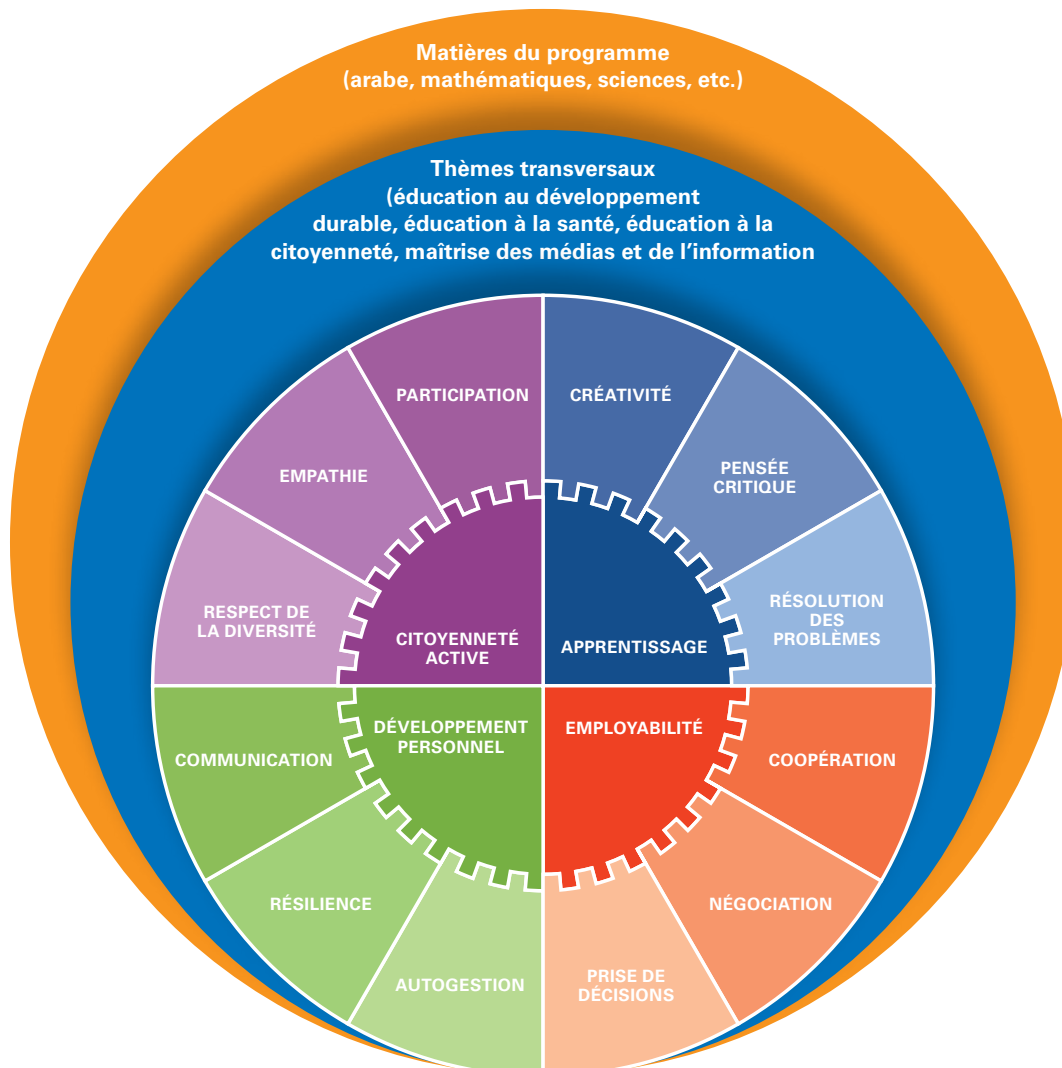 Matières du programme
(arabe, mathématiques, sciences, etc.)
Thèmes transversaux
(éducation au développement
durable, éducation à la santé, éducation à la
citoyenneté, maîtrise des médias et de l'information
PARTICIPATION
CRÉATIVITÉ
EMPATHIE
PENSÉE
CRITIQUE
RESPECT DE
LA DIVERSITÉ
RÉSOLUTION
DES
PROBLÈMES
CITOYENNETÉ
ACTIVE
APPRENTISSAGE
DÉVELOPPEMENT
PERSONNEL
EMPLOYABILITÉ
COMMUNICATION
COOPÉRATION
RÉSILIENCE
NÉGOCIATION
AUTOGESTION
PRISE DE
DÉCISIONS